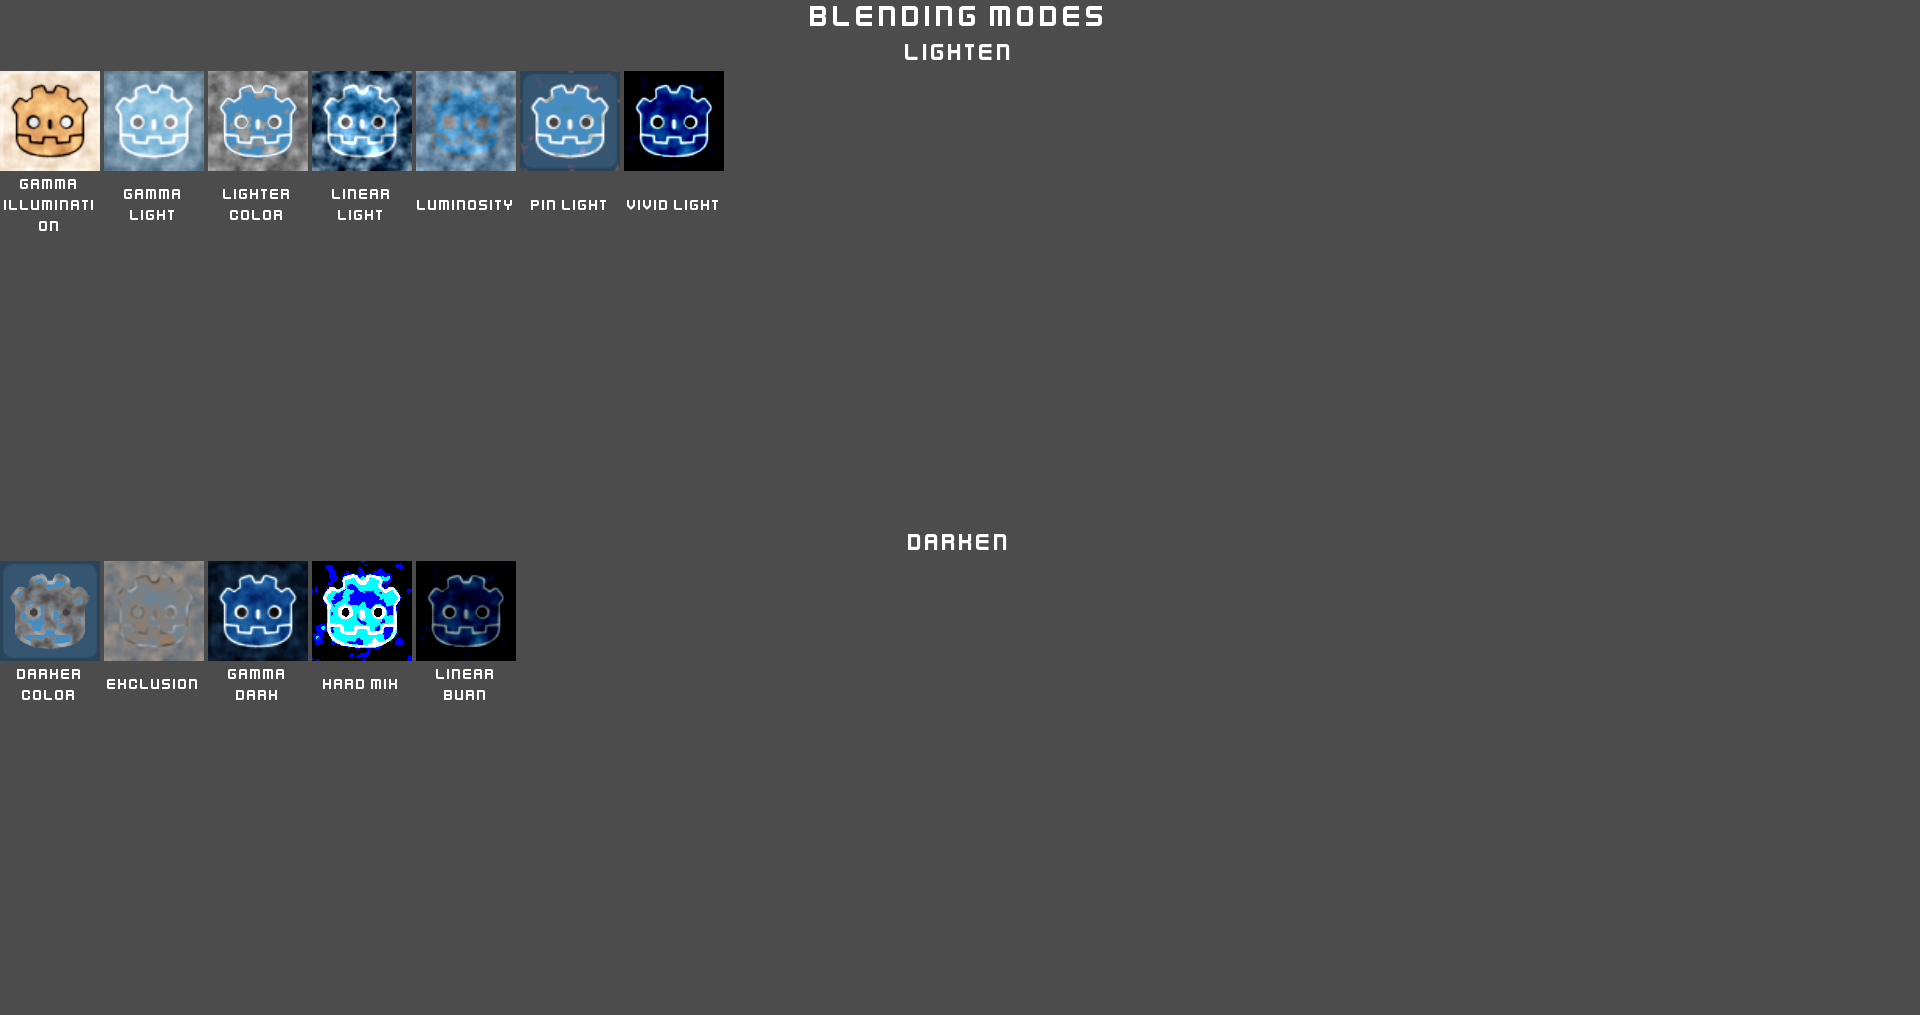 BLENDING MODES
LIGHTEN
GAMMA
ILLUMINATI
ON
GAMMA
LIGHT
LIGHTER
COLOR
LINEAR
LIGHT
LUMINOSITY
PIN LIGHT
VIVID LIGHT
DARKEN
DARKER
COLOR
EXCLUSION
GAMMA
DARK
HARD MIX
LINEAR
BURN